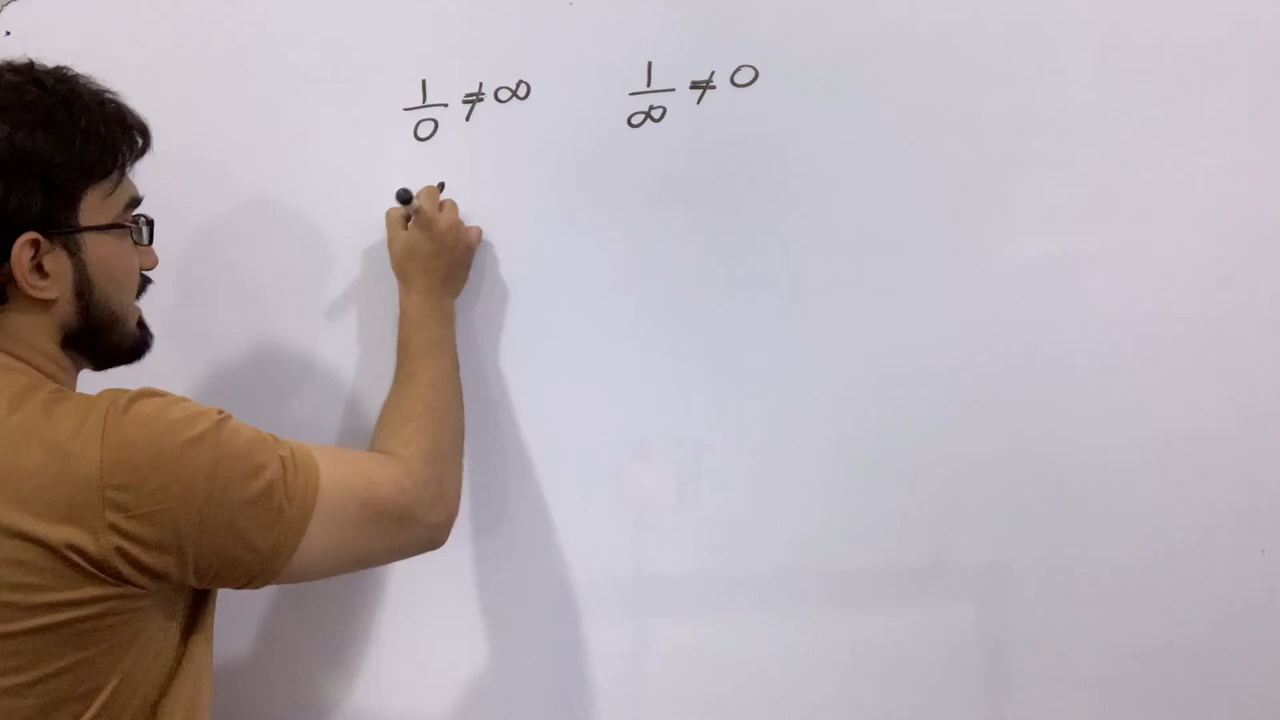 1/0 ≠ ∞ 1/∞ ≠ 0